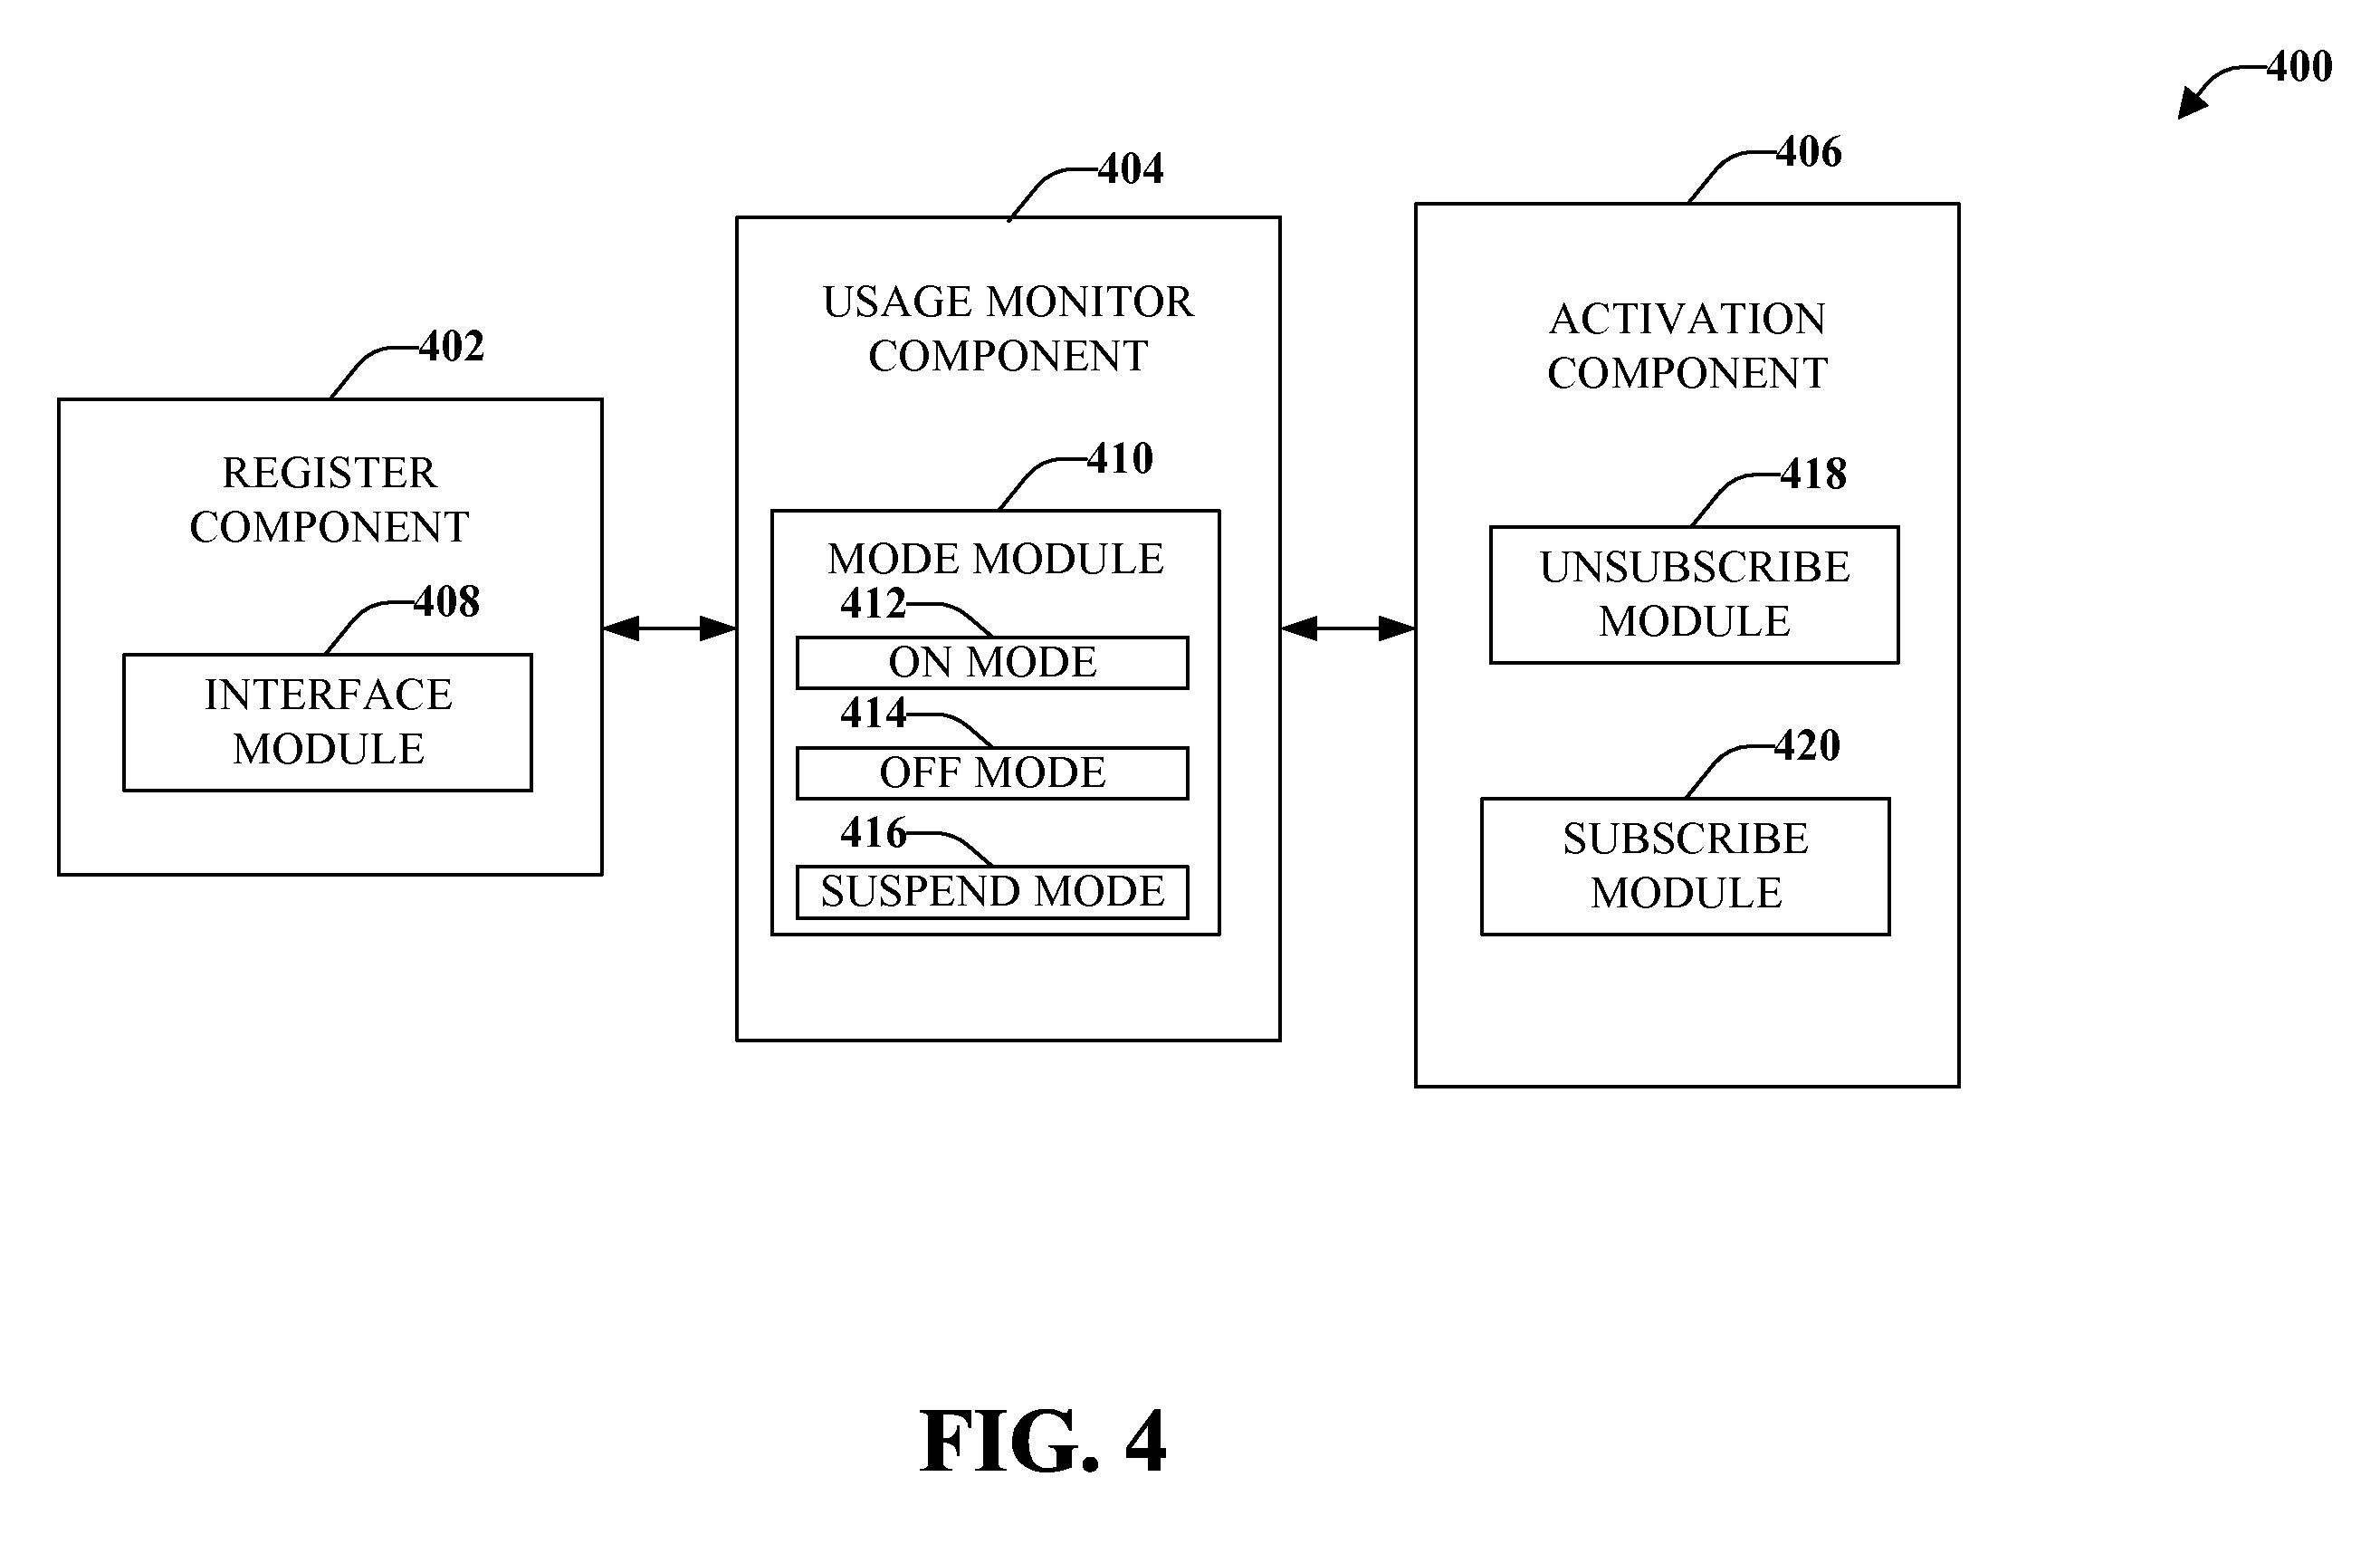 400
402
REGISTER
COMPONENT
408
INTERFACE
MODULE
404
USAGE MONITOR
COMPONENT
410
MODE MODULE
412
ON MODE
414
OFF MODE
416
SUSPEND MODE
406
ACTIVATION
COMPONENT
418
UNSUBSCRIBE
MODULE
420
SUBSCRIBE
MODULE
FIG. 4